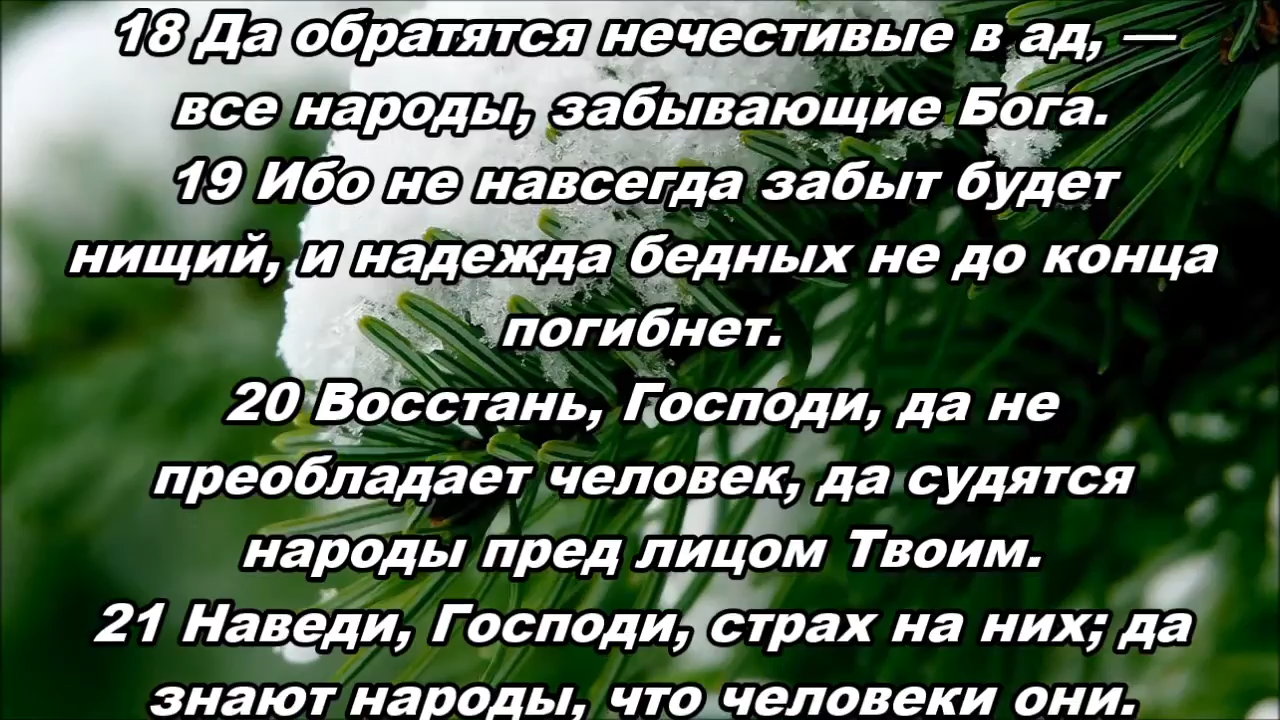 18 Да обратятся нечестивые в ад, —
все народы, забывающие Бога.
19 Ибо не навсегда забыт будет
нищий, и надежда бедных не до конца
погибнет.
20 Восстань, Господи, да не
преобладает человек, да судятся
народы пред лицом Твоим.
21 Наведи, Господи, страх на них; да
знают народы, что человеки они.